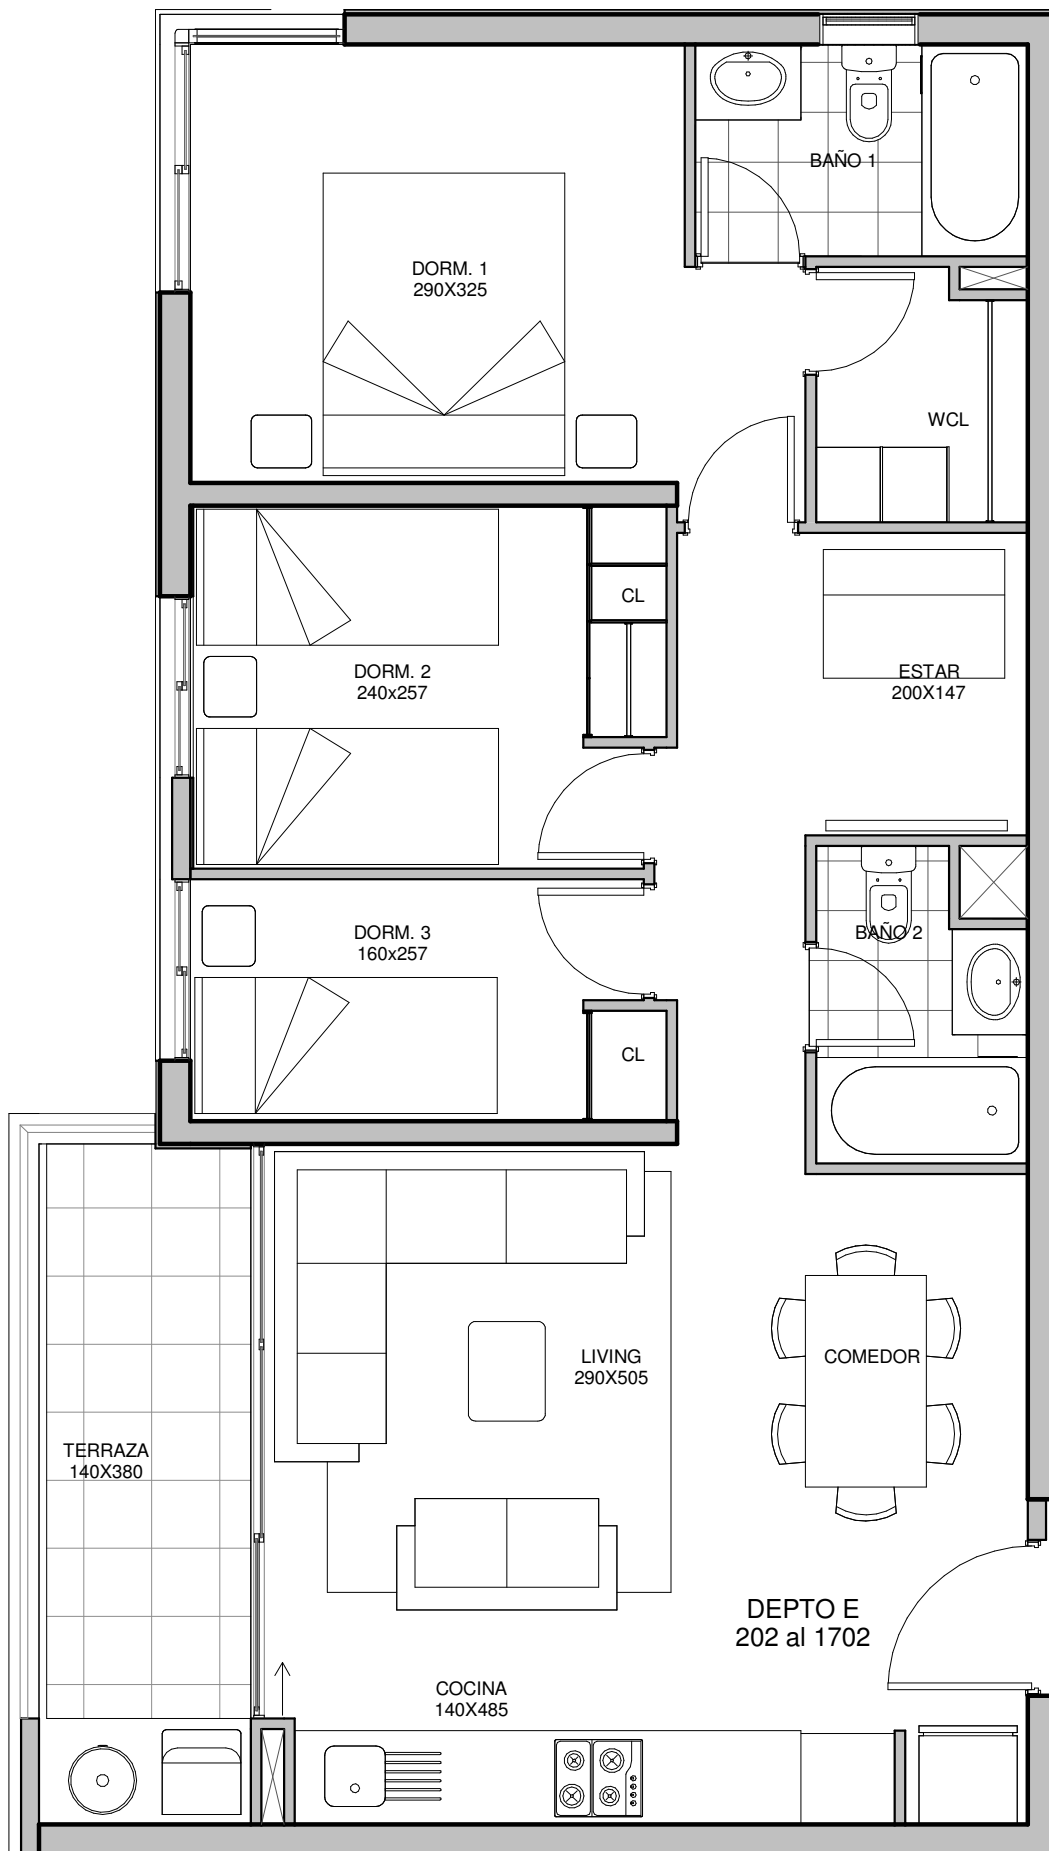 BAÑO 1
DORM. 1
290X325
WCL
CL
DORM. 2
240x257
ESTAR
200X147
DORM. 3
160x257
BAÑO 2
CL
LIVING
290X505
COMEDOR
TERRAZA
140X380
DEPTO E
202 al 1702
COCINA
140X485